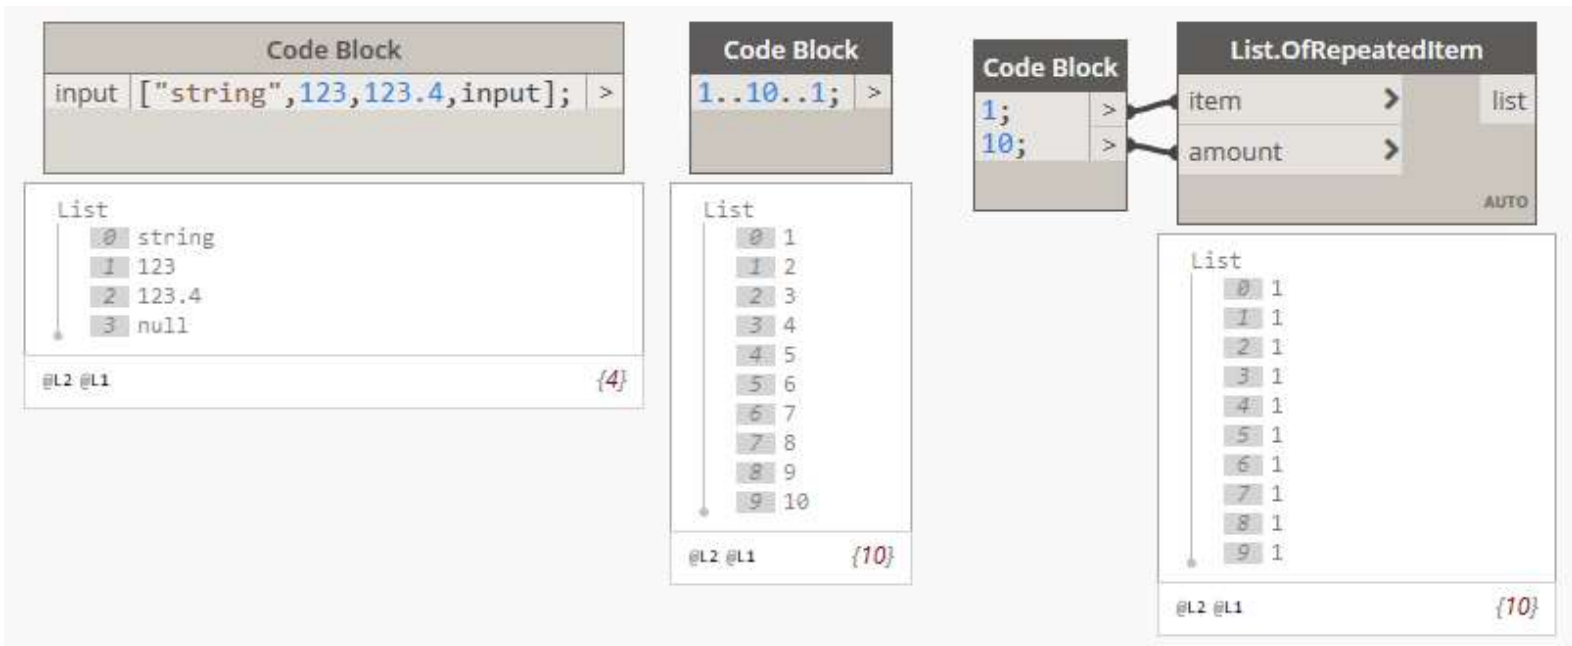 Code Block
input ["string",123,123.4,input]; >
List
0 string
1 123
2 123.4
3 null
@L2 @L1 {4}
Code Block
1..10..1; >
List
0 1
1 2
2 3
3 4
4 5
5 6
6 7
7 8
8 9
9 10
@L2 @L1 {10}
Code Block
1; >
10; >
List.OfRepeatedItem
item > list
amount >
AUTO
List
0 1
1 1
2 1
3 1
4 1
5 1
6 1
7 1
8 1
9 1
@L2 @L1 {10}